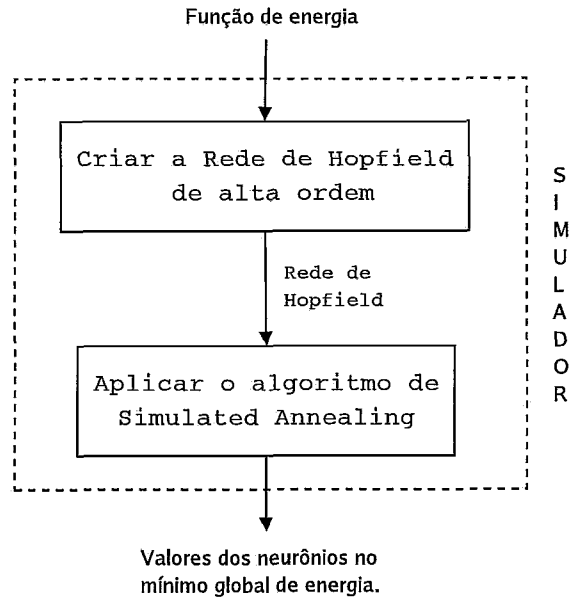 Função de energia
Criar a Rede de Hopfield
de alta ordem
Rede de
Hopfield
Aplicar o algoritmo de
Simulated Annealing
SIMULADOR
Valores dos neurônios no
mínimo global de energia.